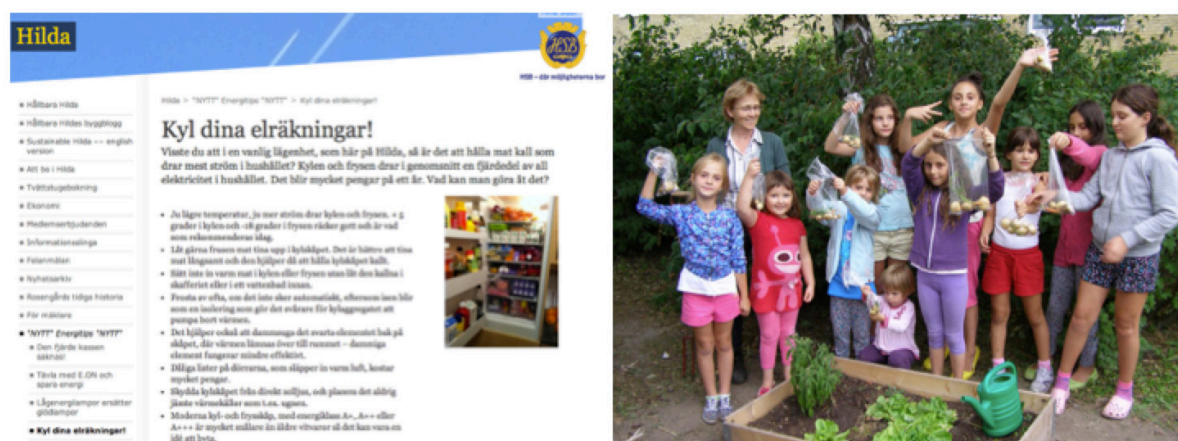 Hilda
HSB
HSB – där möjligheterna bor
Hilda > "NYTT" Energitips "NYTT" > Kyl dina elräkningar!
Hållbara Hilda
Hållbara Hildas byggblogg
Sustainable Hilda –– english
version
Att bo i Hilda
Tvättstugebokning
Ekonomi
Medlemserbjudanden
Informationsslinga
Felanmälan
Nyhetsarkiv
Rosengårds tidiga historia
För mäklare
"NYTT" Energitips "NYTT"
Den fjärde kassen
saknas!
Tävla med E.ON och
spara energi
Lågenergilampor ersätter
glödlampor
Kyl dina elräkningar!
Kyl dina elräkningar!
Visste du att i en vanlig lägenhet, som här på Hilda, så är det att hålla mat kall som
drar mest ström i hushållet? Kylen och frysen drar i genomsnitt en fjärdedel av all
elektricitet i hushållet. Det blir mycket pengar på ett år. Vad kan man göra åt det?
Ju lägre temperatur, ju mer ström drar kylen och frysen. + 5
grader i kylen och -18 grader i frysen räcker gott och är vad
som rekommenderas idag.
Låt gärna frusen mat tina upp i kylskåpet. Det är bättre att tina
mat långsamt och den hjälper då att hålla kylskåpet kallt.
Sätt inte in varm mat i kylen eller frysen utan låt den kallna i
skafferiet eller i ett vattenbad innan.
Frosta av ofta, om det inte sker automatiskt, eftersom isen blir
som en isolering som gör det svårare för kylaggregatet att
pumpa bort värmen.
Det hjälper också att dammsuga det svarta elementet bak på
skåpet, där värmen lämnas över till rummet – dammiga
element fungerar mindre effektivt.
Dåliga lister på dörrarna, som släpper in varm luft, kostar
mycket pengar.
Skydda kylskåpet från direkt solljus, och placera det aldrig
jämte värmekällor som t.ex. ugnen.
Moderna kyl- och frysskåp, med energiklass A+, A++ eller
A+++ är mycket snålare än äldre vitvaror så det kan vara en
idé att byta.